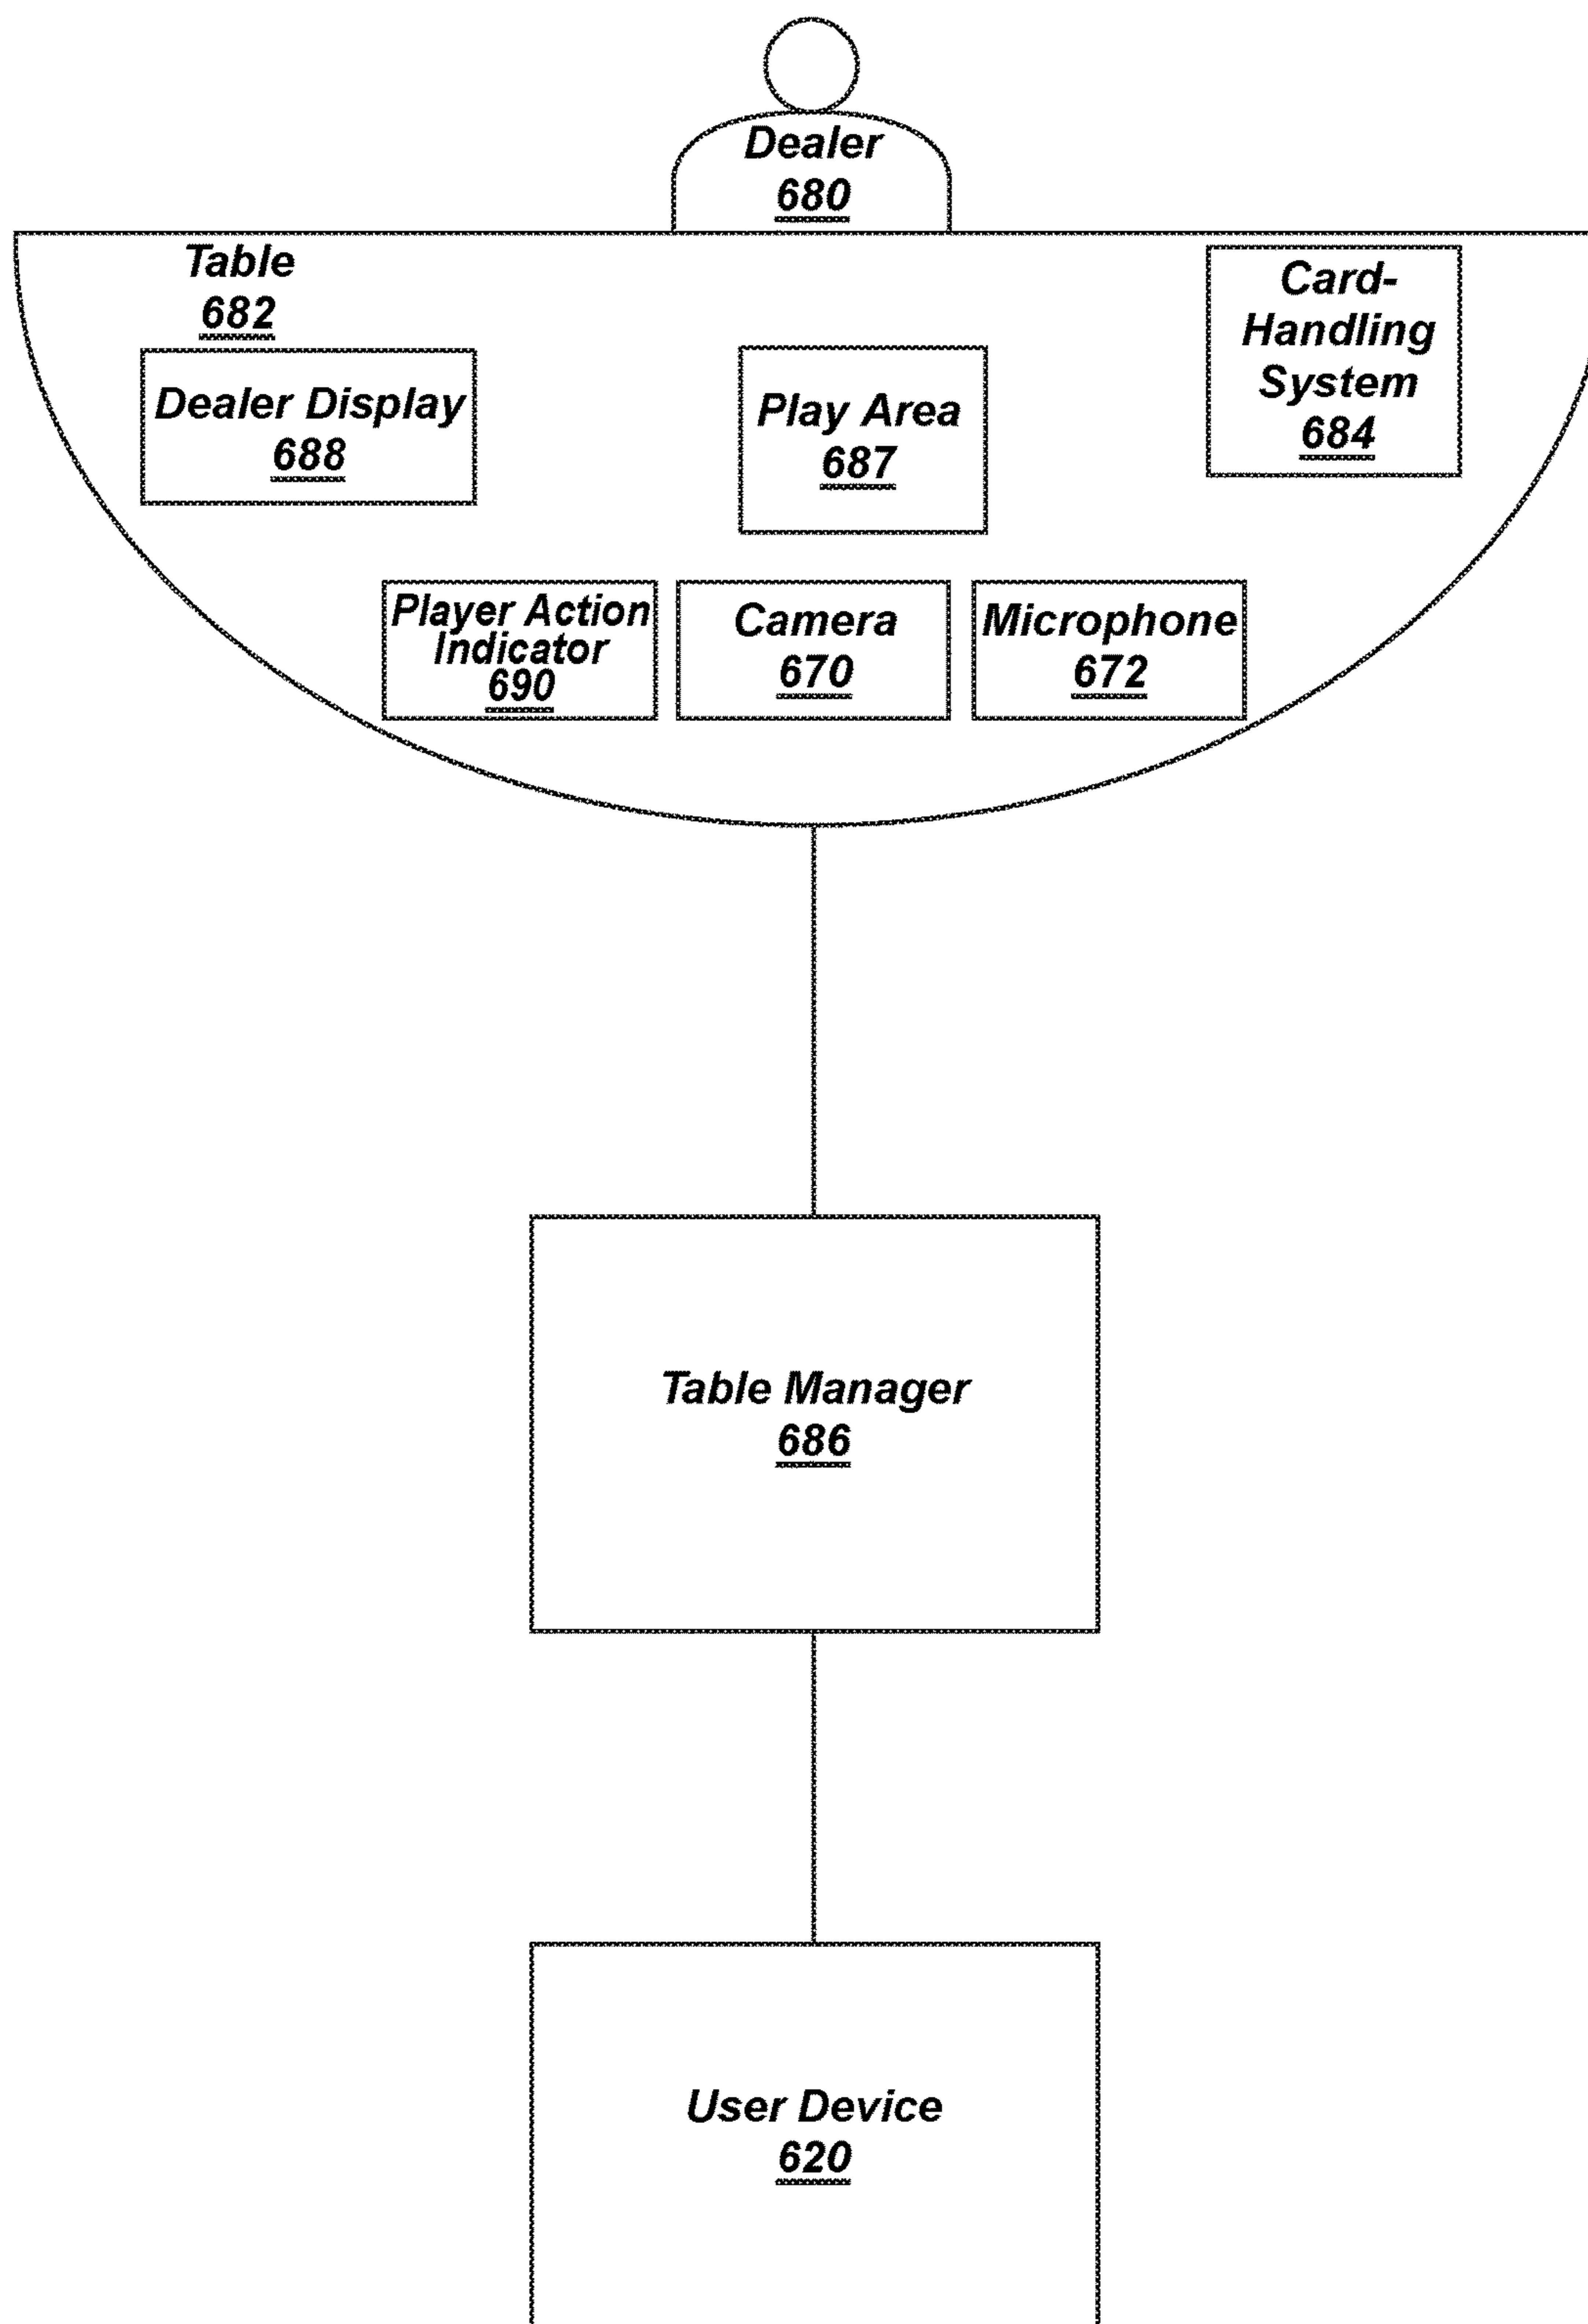 Dealer
680
Table
682
Card-
Handling
System
684
Dealer Display
688
Play Area
687
Player Action
Indicator
690
Camera
670
Microphone
672
Table Manager
686
User Device
620